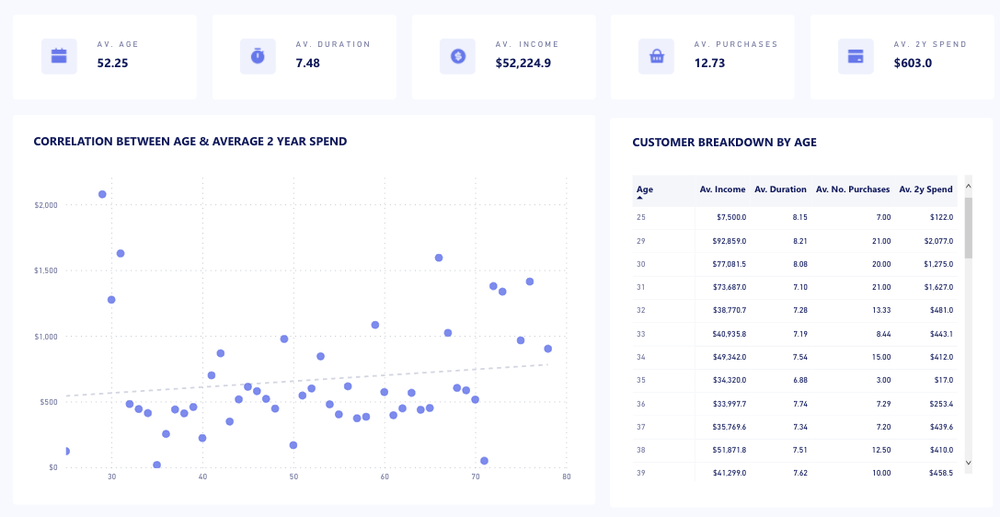 AV. AGE
52.25
AV. DURATION
7.48
AV. INCOME
$52,224.9
AV. PURCHASES
12.73
AV. 2Y SPEND
$603.0
CORRELATION BETWEEN AGE & AVERAGE 2 YEAR SPEND
$2,000
$1,500
$1,000
$500
$0
30 40 50 60 70 80
CUSTOMER BREAKDOWN BY AGE
Age Av. Income Av. Duration Av. No. Purchases Av. 2y Spend
25 $7,500.0 8.15 7.00 $122.0
29 $92,859.0 8.21 21.00 $2,077.0
30 $77,081.5 8.08 20.00 $1,275.0
31 $73,687.0 7.10 21.00 $1,627.0
32 $38,770.7 7.28 13.33 $481.0
33 $40,935.8 7.19 8.44 $443.1
34 $49,342.0 7.54 15.00 $412.0
35 $34,320.0 6.88 3.00 $17.0
36 $33,997.7 7.74 7.29 $253.4
37 $35,769.6 7.34 7.20 $439.6
38 $51,871.8 7.51 12.50 $410.0
39 $41,299.0 7.62 10.00 $458.5